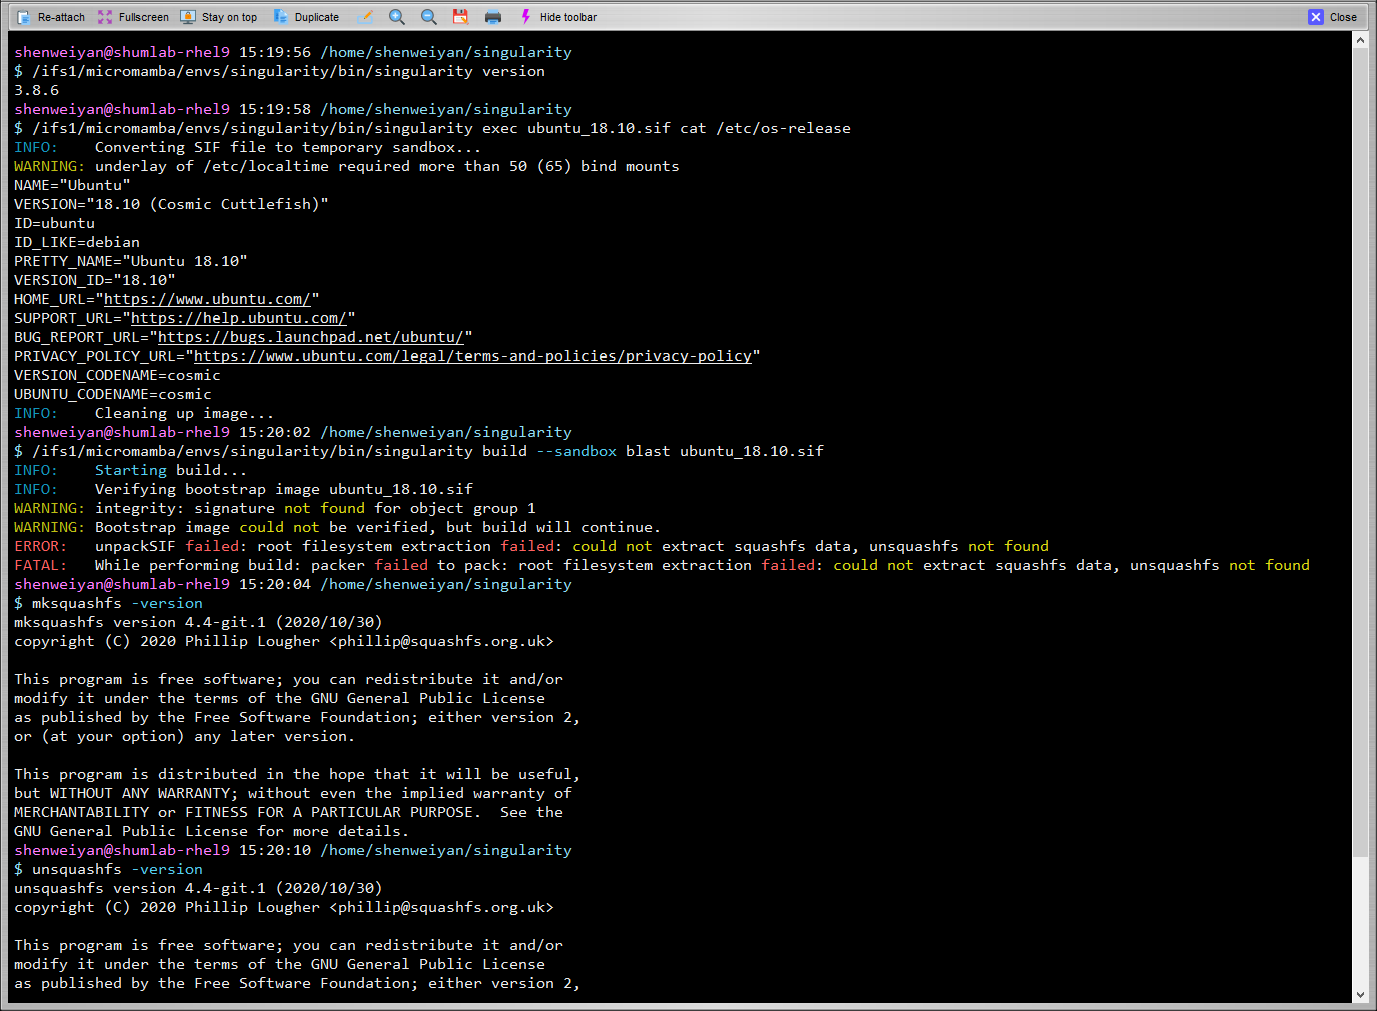 Re-attach Fullscreen Stay on top Duplicate Hide toolbar Close
shenweiyan@shumlab-rhel9 15:19:56 /home/shenweiyan/singularity
$ /ifs1/micromamba/envs/singularity/bin/singularity version
3.8.6
shenweiyan@shumlab-rhel9 15:19:58 /home/shenweiyan/singularity
$ /ifs1/micromamba/envs/singularity/bin/singularity exec ubuntu_18.10.sif cat /etc/os-release
INFO:    Converting SIF file to temporary sandbox...
WARNING: underlay of /etc/localtime required more than 50 (65) bind mounts
NAME="Ubuntu"
VERSION="18.10 (Cosmic Cuttlefish)"
ID=ubuntu
ID_LIKE=debian
PRETTY_NAME="Ubuntu 18.10"
VERSION_ID="18.10"
HOME_URL="https://www.ubuntu.com/"
SUPPORT_URL="https://help.ubuntu.com/"
BUG_REPORT_URL="https://bugs.launchpad.net/ubuntu/"
PRIVACY_POLICY_URL="https://www.ubuntu.com/legal/terms-and-policies/privacy-policy"
VERSION_CODENAME=cosmic
UBUNTU_CODENAME=cosmic
INFO:    Cleaning up image...
shenweiyan@shumlab-rhel9 15:20:02 /home/shenweiyan/singularity
$ /ifs1/micromamba/envs/singularity/bin/singularity build --sandbox blast ubuntu_18.10.sif
INFO:    Starting build...
INFO:    Verifying bootstrap image ubuntu_18.10.sif
WARNING: integrity: signature not found for object group 1
WARNING: Bootstrap image could not be verified, but build will continue.
ERROR:   unpackSIF failed: root filesystem extraction failed: could not extract squashfs data, unsquashfs not found
FATAL:   While performing build: packer failed to pack: root filesystem extraction failed: could not extract squashfs data, unsquashfs not found
shenweiyan@shumlab-rhel9 15:20:04 /home/shenweiyan/singularity
$ mksquashfs -version
mksquashfs version 4.4-git.1 (2020/10/30)
copyright (C) 2020 Phillip Lougher <phillip@squashfs.org.uk>

This program is free software; you can redistribute it and/or
modify it under the terms of the GNU General Public License
as published by the Free Software Foundation; either version 2,
or (at your option) any later version.

This program is distributed in the hope that it will be useful,
but WITHOUT ANY WARRANTY; without even the implied warranty of
MERCHANTABILITY or FITNESS FOR A PARTICULAR PURPOSE.  See the
GNU General Public License for more details.
shenweiyan@shumlab-rhel9 15:20:10 /home/shenweiyan/singularity
$ unsquashfs -version
unsquashfs version 4.4-git.1 (2020/10/30)
copyright (C) 2020 Phillip Lougher <phillip@squashfs.org.uk>

This program is free software; you can redistribute it and/or
modify it under the terms of the GNU General Public License
as published by the Free Software Foundation; either version 2,